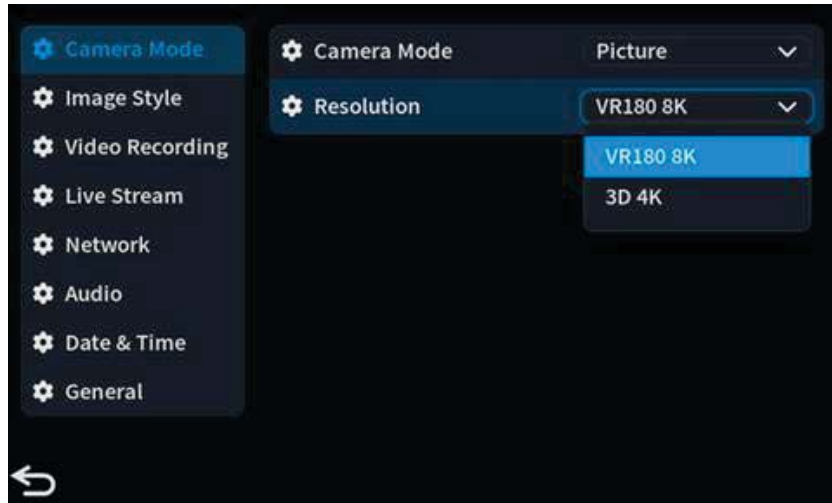 Camera Mode
Image Style
Video Recording
Live Stream
Network
Audio
Date & Time
General
Camera Mode Picture
Resolution VR180 8K
VR180 8K
3D 4K